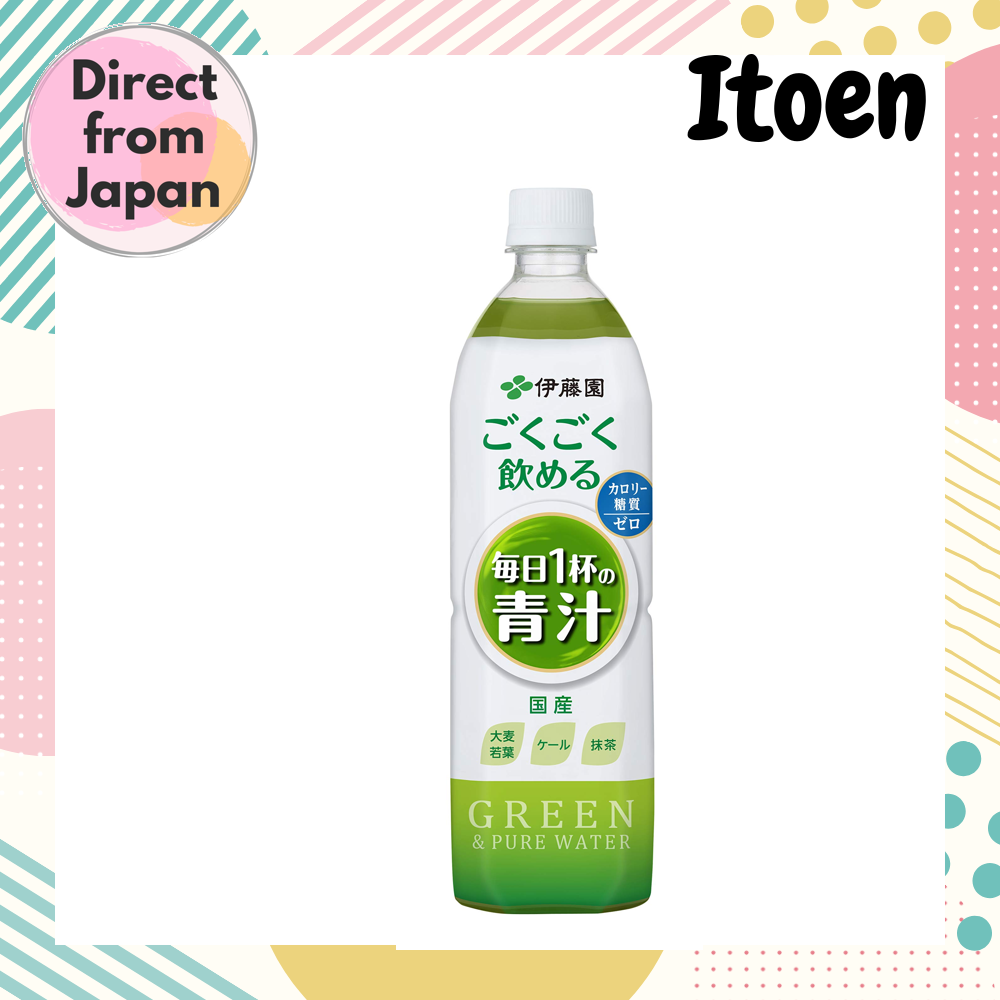 Direct
from
Japan
Itoen
伊藤園
ごくごく
飲める
カロリー
糖質
ゼロ
毎日1杯の
青汁
国産
大麦
若葉
ケール
抹茶
GREEN
& PURE WATER